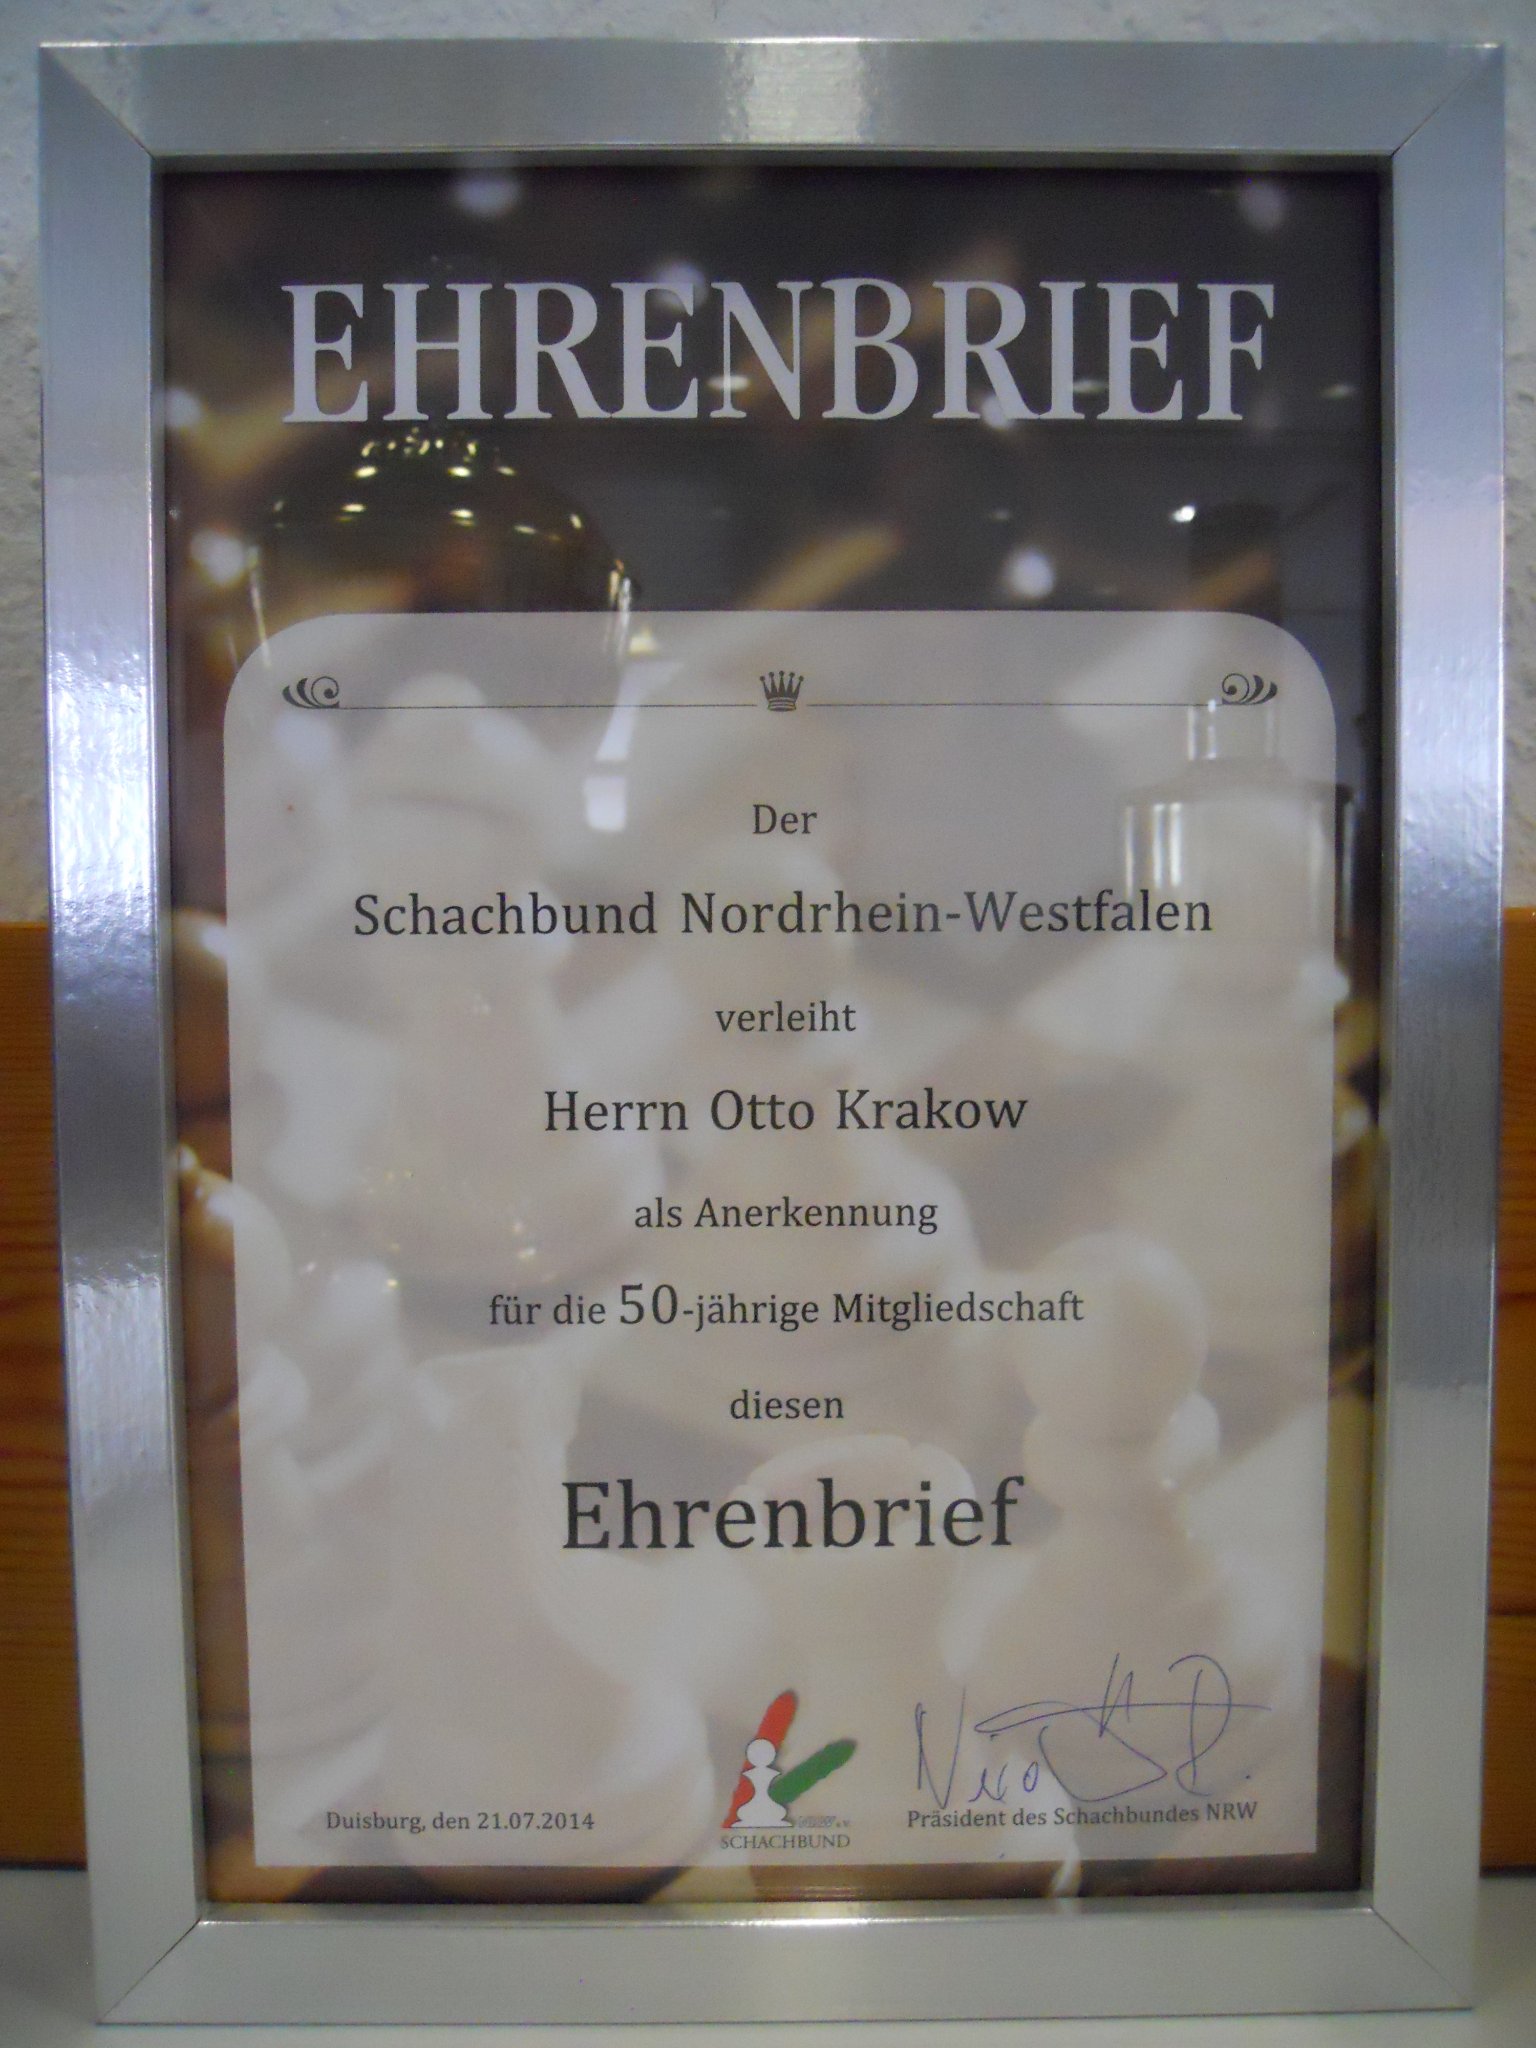 EHRENBRIEF
Der
Schachbund Nordrhein-Westfalen
verleiht
Herrn Otto Krakow
als Anerkennung
für die 50-jährige Mitgliedschaft
diesen
Ehrenbrief
Duisburg, den 21.07.2014
NRW e.V.
SCHACHBUND
Präsident des Schachbundes NRW